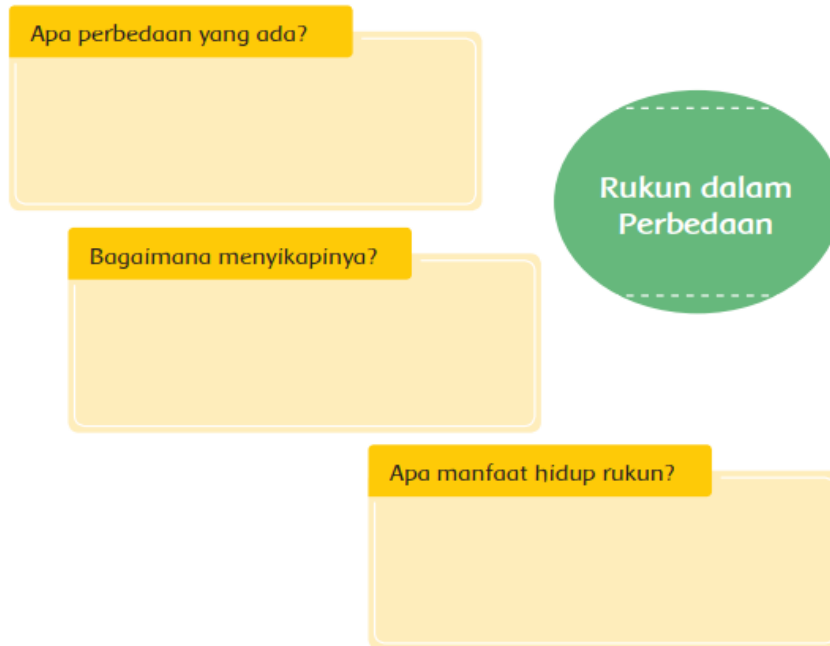 Apa perbedaan yang ada?
Rukun dalam
Perbedaan
Bagaimana menyikapinya?
Apa manfaat hidup rukun?